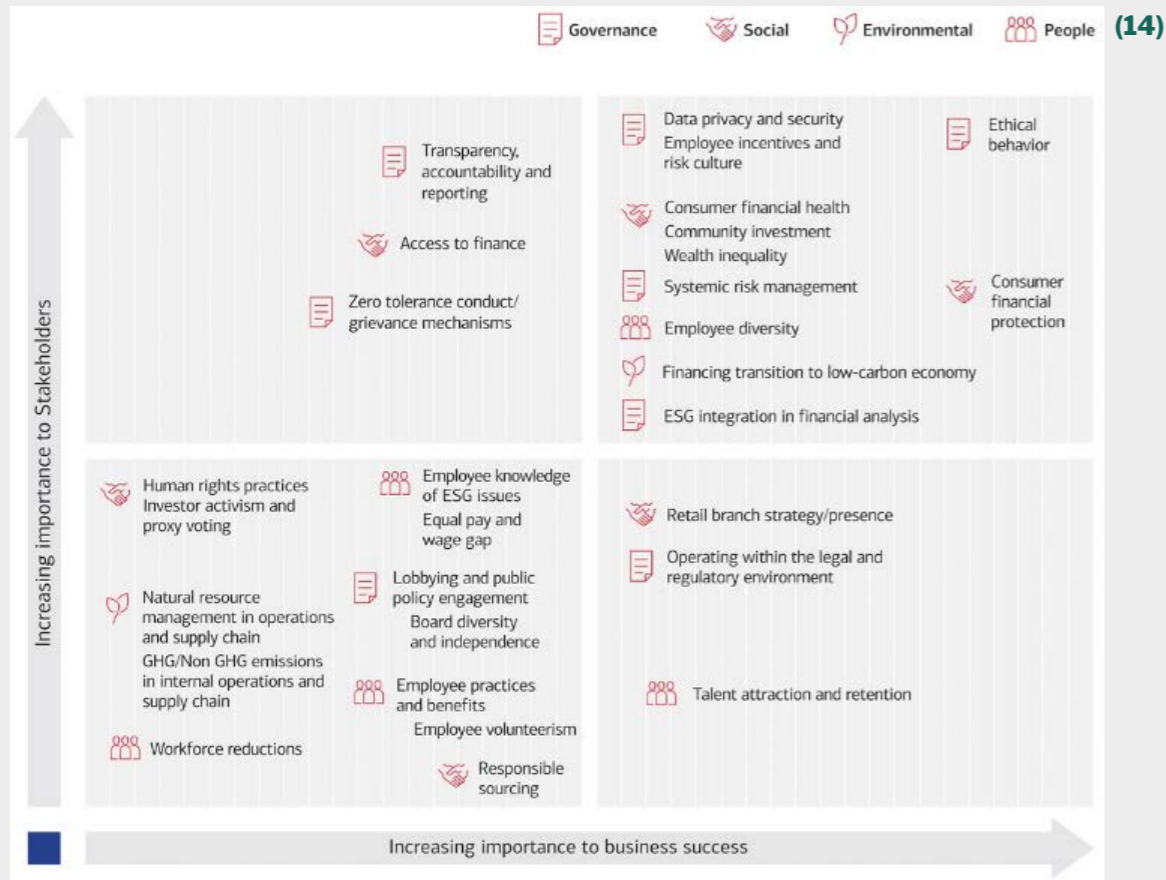 Governance
Social
Environmental
People
(14)
Increasing importance to Stakeholders
Transparency,
accountability and
reporting
Access to finance
Zero tolerance conduct/
grievance mechanisms
Data privacy and security
Employee incentives and
risk culture
Ethical
behavior
Consumer financial health
Community investment
Wealth inequality
Systemic risk management
Consumer
financial
protection
Employee diversity
Financing transition to low-carbon economy
ESG integration in financial analysis
Human rights practices
Investor activism and
proxy voting
Employee knowledge
of ESG issues
Equal pay and
wage gap
Natural resource
management in operations
and supply chain
GHG/Non GHG emissions
in internal operations and
supply chain
Lobbying and public
policy engagement
Board diversity
and independence
Employee practices
and benefits
Employee volunteerism
Workforce reductions
Responsible
sourcing
Retail branch strategy/presence
Operating within the legal and
regulatory environment
Talent attraction and retention
Increasing importance to business success